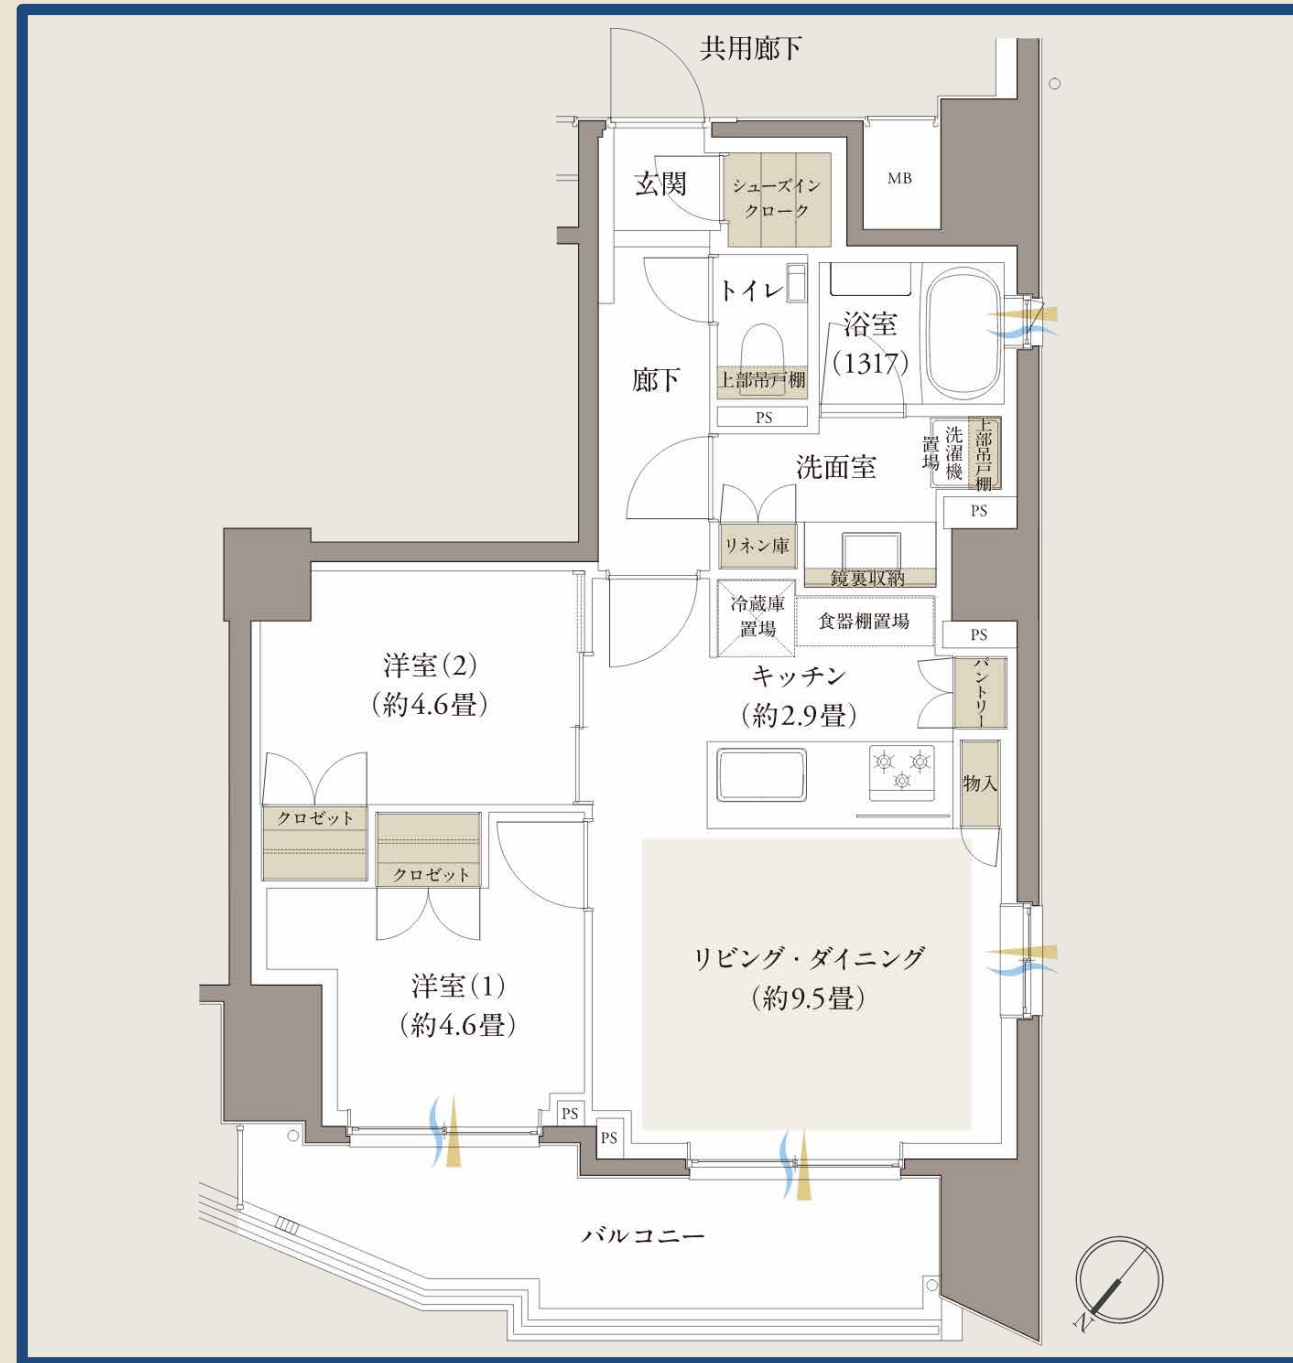 共用廊下
玄関
シューズイン
クローク
MB
トイレ
浴室
(1317)
上部吊戸棚
廊下
PS
洗面室
洗濯機
置場
上部吊戸棚
PS
リネン庫
鏡裏収納
冷蔵庫
置場
食器棚置場
PS
洋室(2)
(約4.6畳)
キッチン
(約2.9畳)
パントリー
物入
クロゼット
クロゼット
リビング・ダイニング
(約9.5畳)
洋室(1)
(約4.6畳)
PS
PS
バルコニー
N